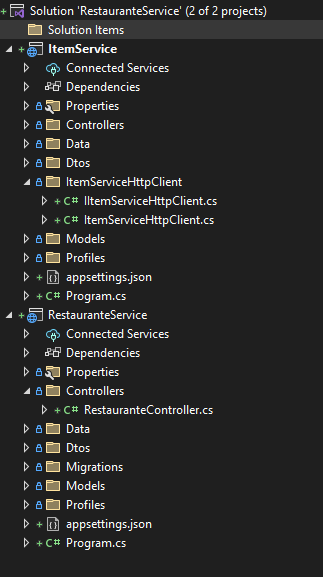 Solution 'RestauranteService' (2 of 2 projects)
Solution Items
ItemService
Connected Services
Dependencies
Properties
Controllers
Data
Dtos
ItemServiceHttpClient
C# IItemServiceHttpClient.cs
C# ItemServiceHttpClient.cs
Models
Profiles
appsettings.json
C# Program.cs
RestauranteService
Connected Services
Dependencies
Properties
Controllers
C# RestauranteController.cs
Data
Dtos
Migrations
Models
Profiles
appsettings.json
C# Program.cs